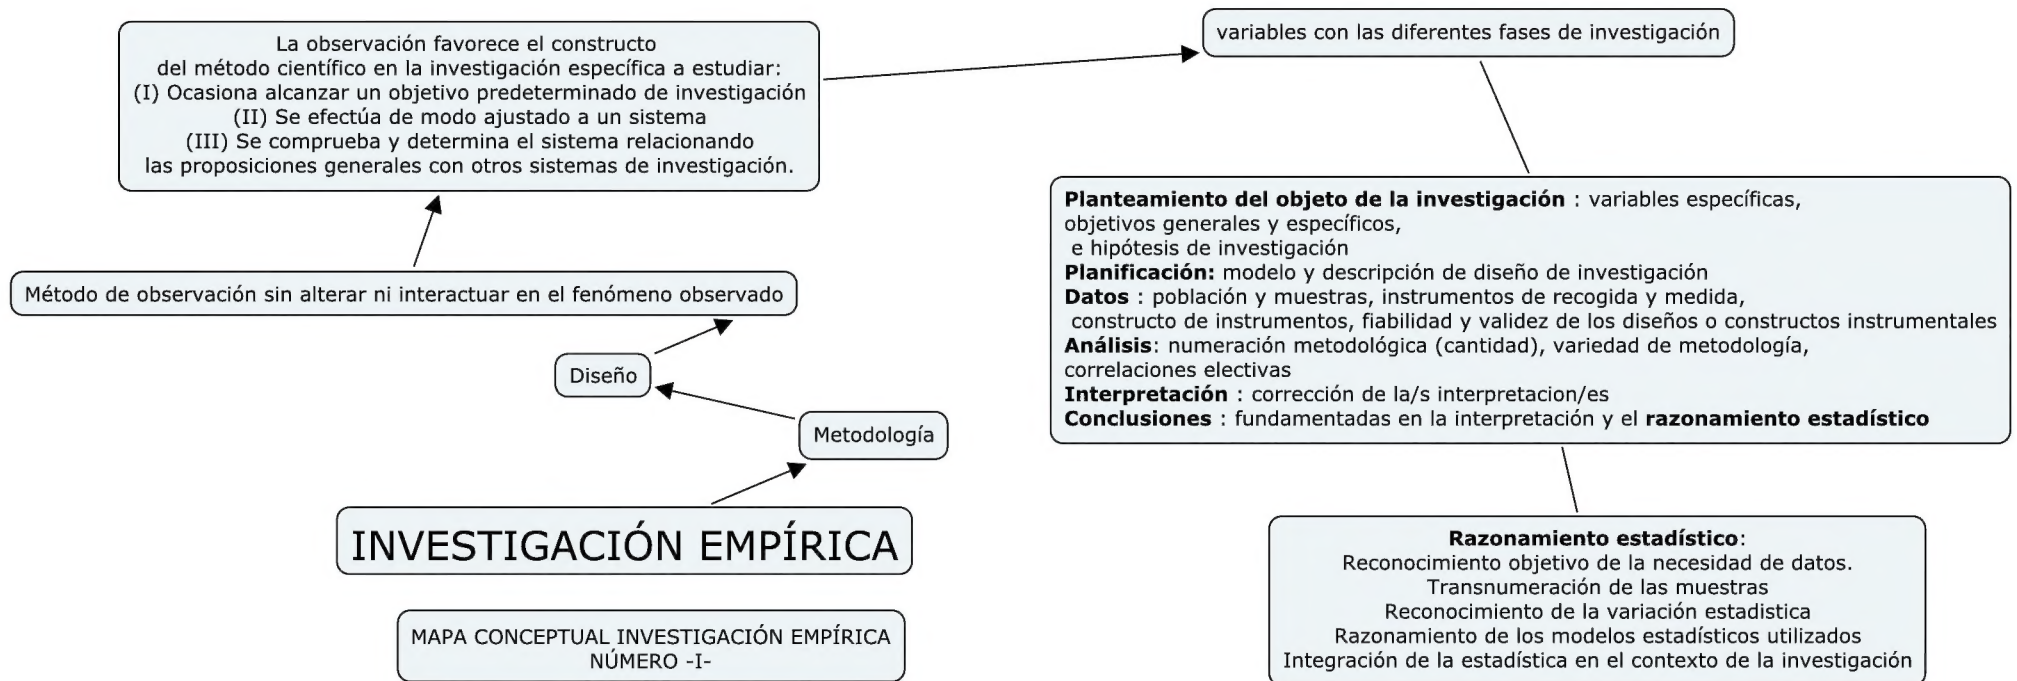 La observación favorece el constructo
del método científico en la investigación específica a estudiar:
(I) Ocasiona alcanzar un objetivo predeterminado de investigación
(II) Se efectúa de modo ajustado a un sistema
(III) Se comprueba y determina el sistema relacionando
las proposiciones generales con otros sistemas de investigación.
Método de observación sin alterar ni interactuar en el fenómeno observado
Diseño
Metodología
INVESTIGACIÓN EMPÍRICA
MAPA CONCEPTUAL INVESTIGACIÓN EMPÍRICA
NÚMERO -I-
variables con las diferentes fases de investigación
Planteamiento del objeto de la investigación : variables específicas,
objetivos generales y específicos,
e hipótesis de investigación
Planificación: modelo y descripción de diseño de investigación
Datos : población y muestras, instrumentos de recogida y medida,
constructo de instrumentos, fiabilidad y validez de los diseños o constructos instrumentales
Análisis: numeración metodológica (cantidad), variedad de metodología,
correlaciones electivas
Interpretación : corrección de la/s interpretacion/es
Conclusiones : fundamentadas en la interpretación y el razonamiento estadístico
Razonamiento estadístico:
Reconocimiento objetivo de la necesidad de datos.
Transnumeración de las muestras
Reconocimiento de la variación estadistica
Razonamiento de los modelos estadísticos utilizados
Integración de la estadística en el contexto de la investigación